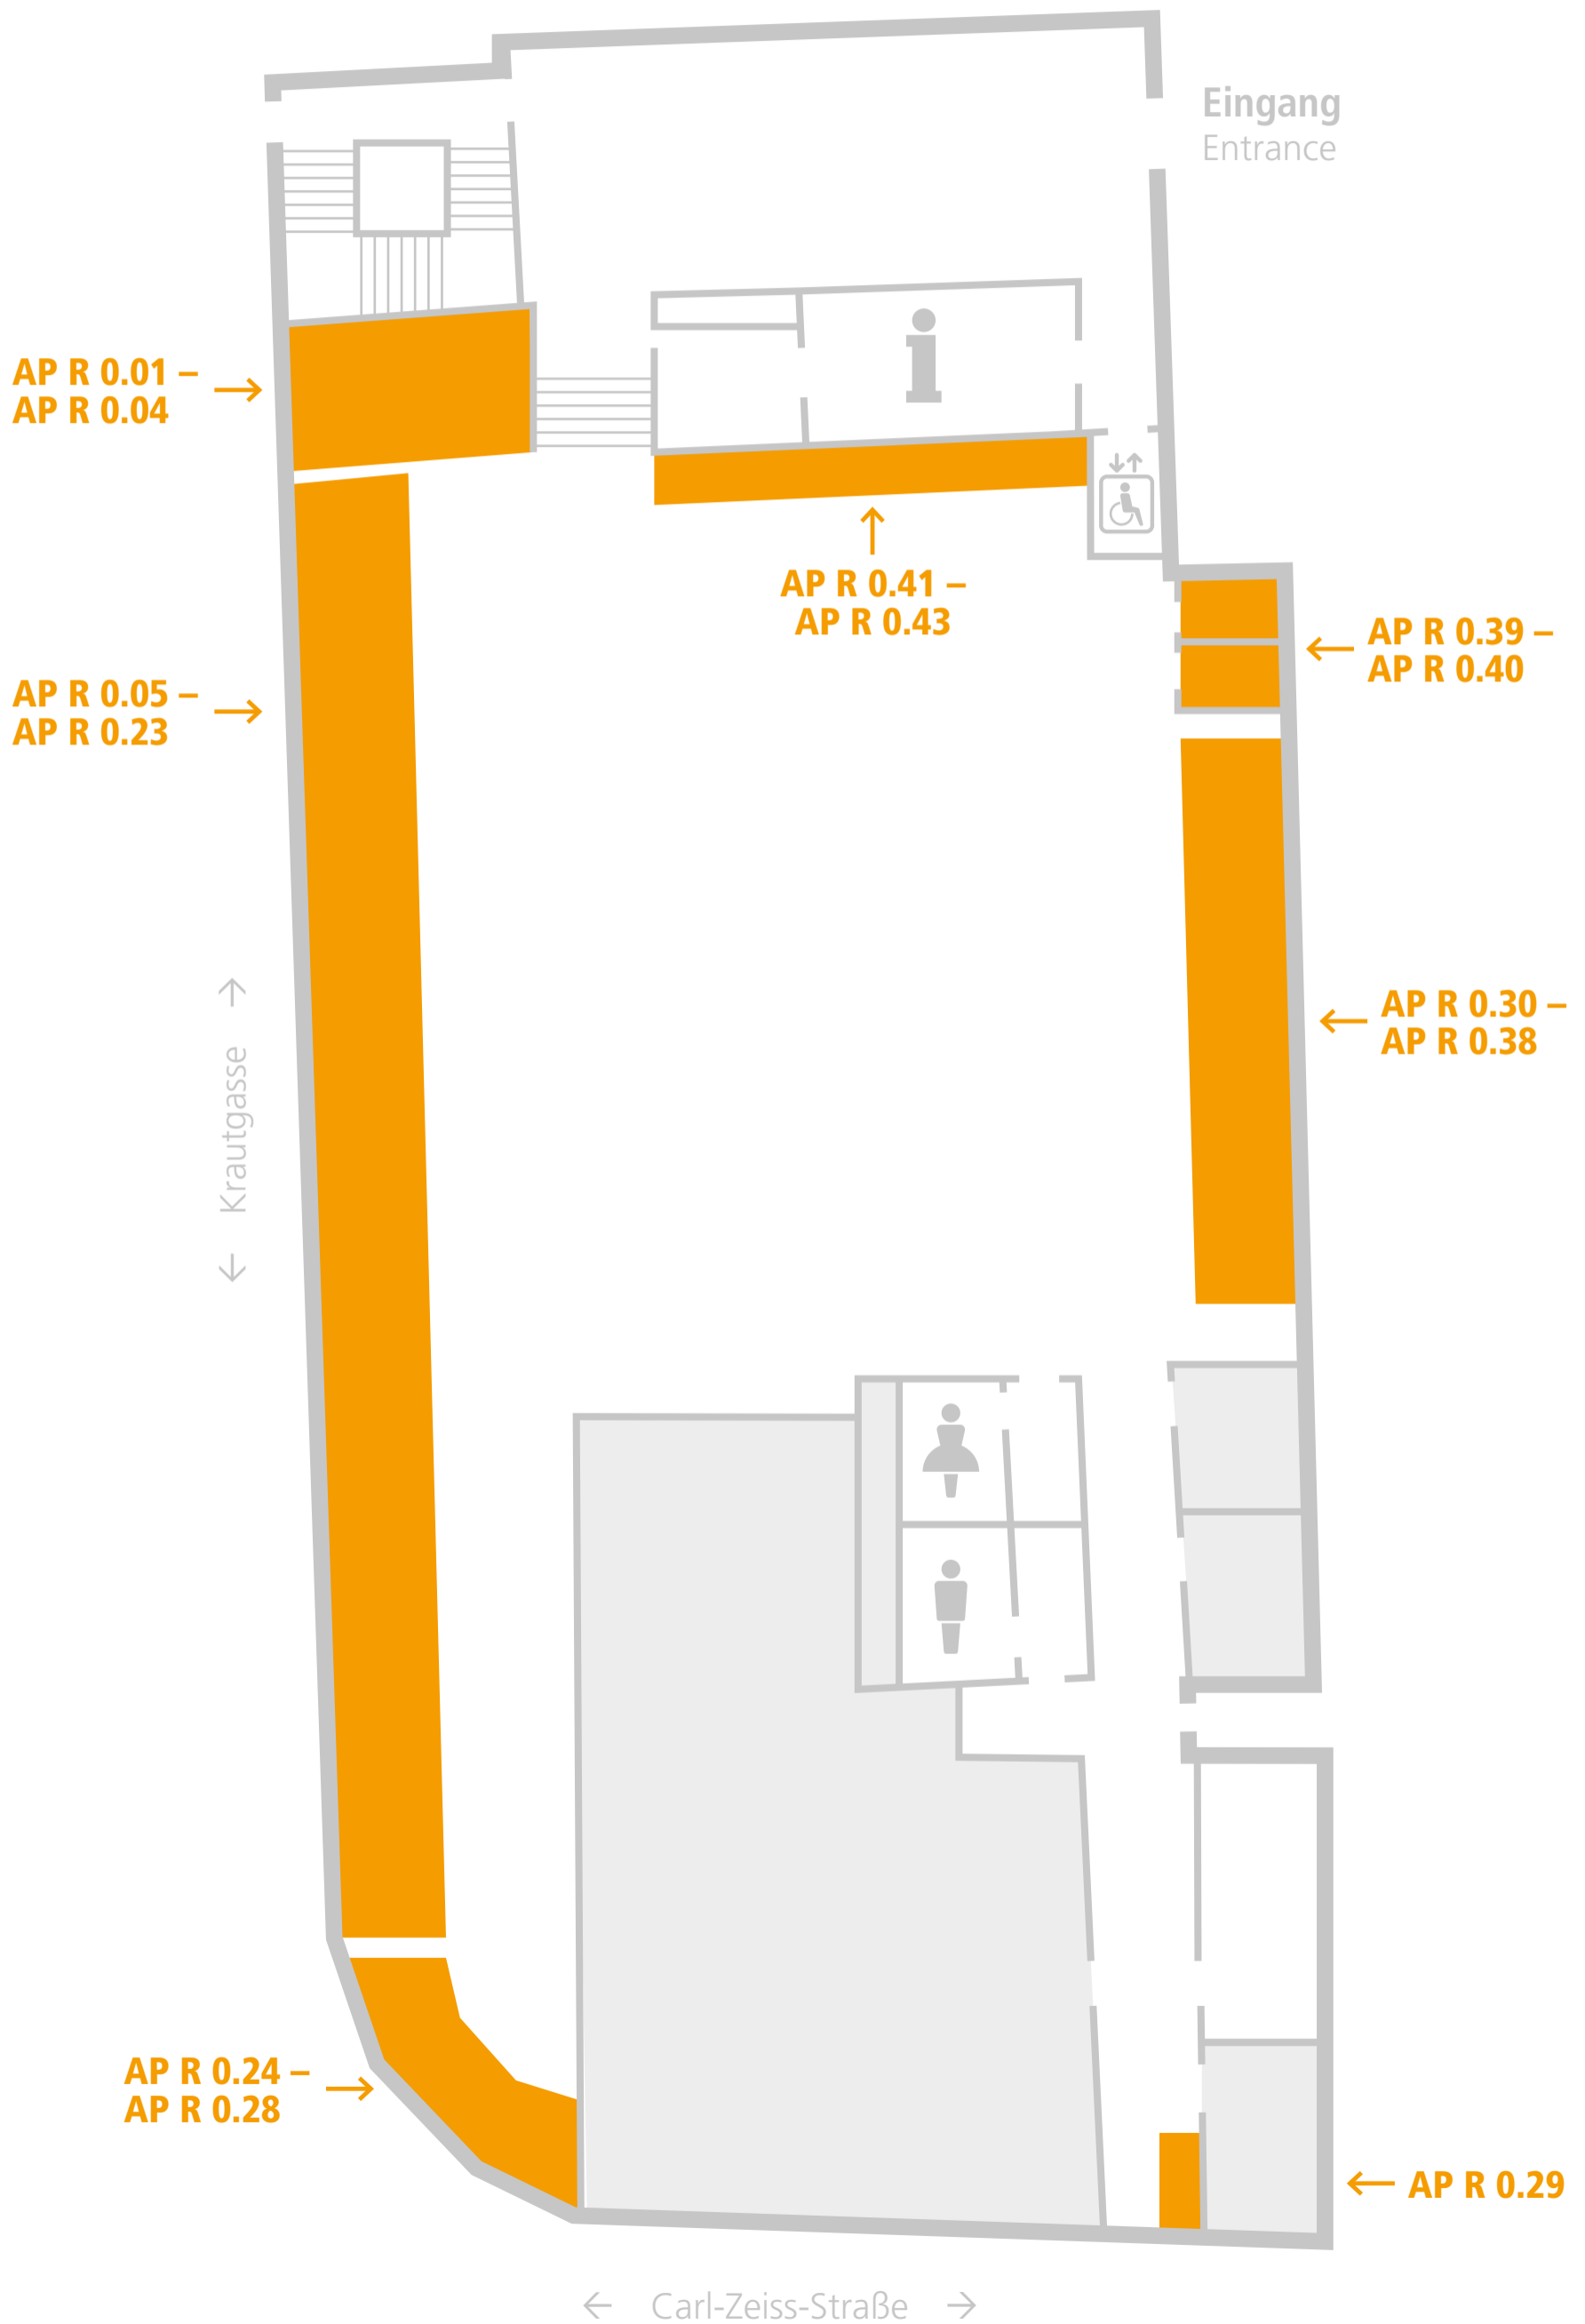 Eingang
Entrance
AP R 0.01 –
AP R 0.04
AP R 0.41 –
AP R 0.43
AP R 0.39 –
AP R 0.40
AP R 0.05 –
AP R 0.23
AP R 0.30 –
AP R 0.38
Krautgasse
AP R 0.24 –
AP R 0.28
AP R 0.29
Carl-Zeiss-Straße